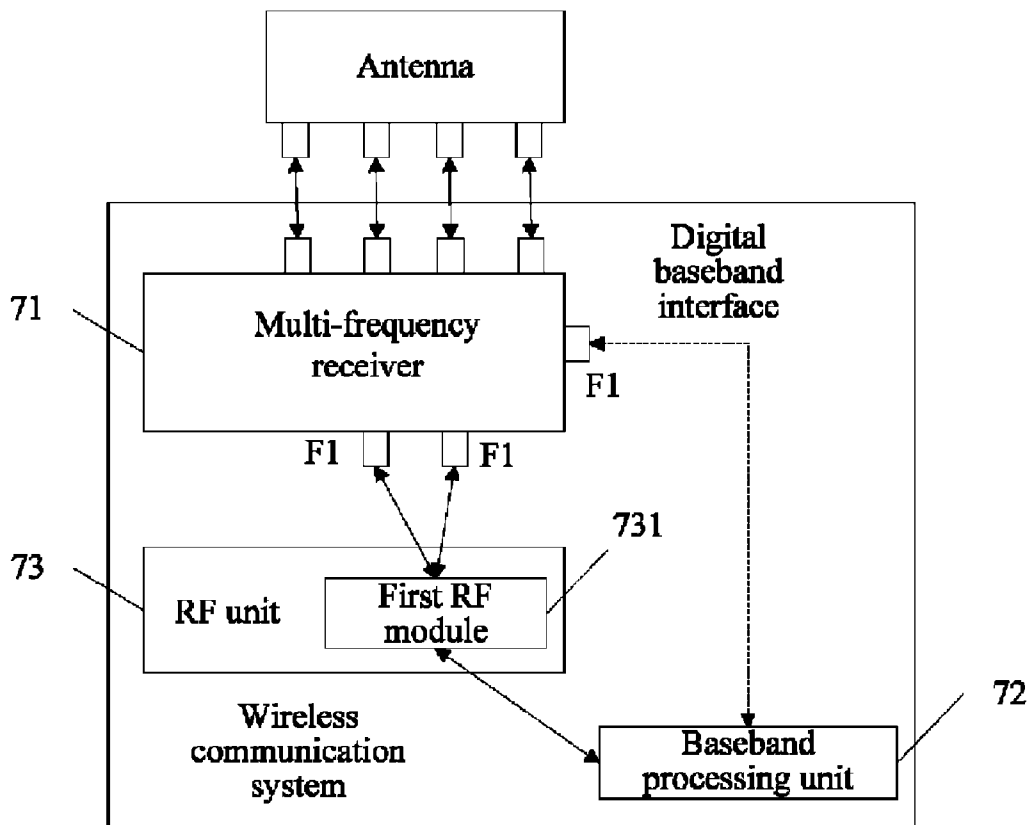 Antenna
Digital
baseband
interface
71
Multi-frequency
receiver
F1
F1
F1
731
73
RF unit
First RF
module
72
Wireless
communication
system
Baseband
processing unit